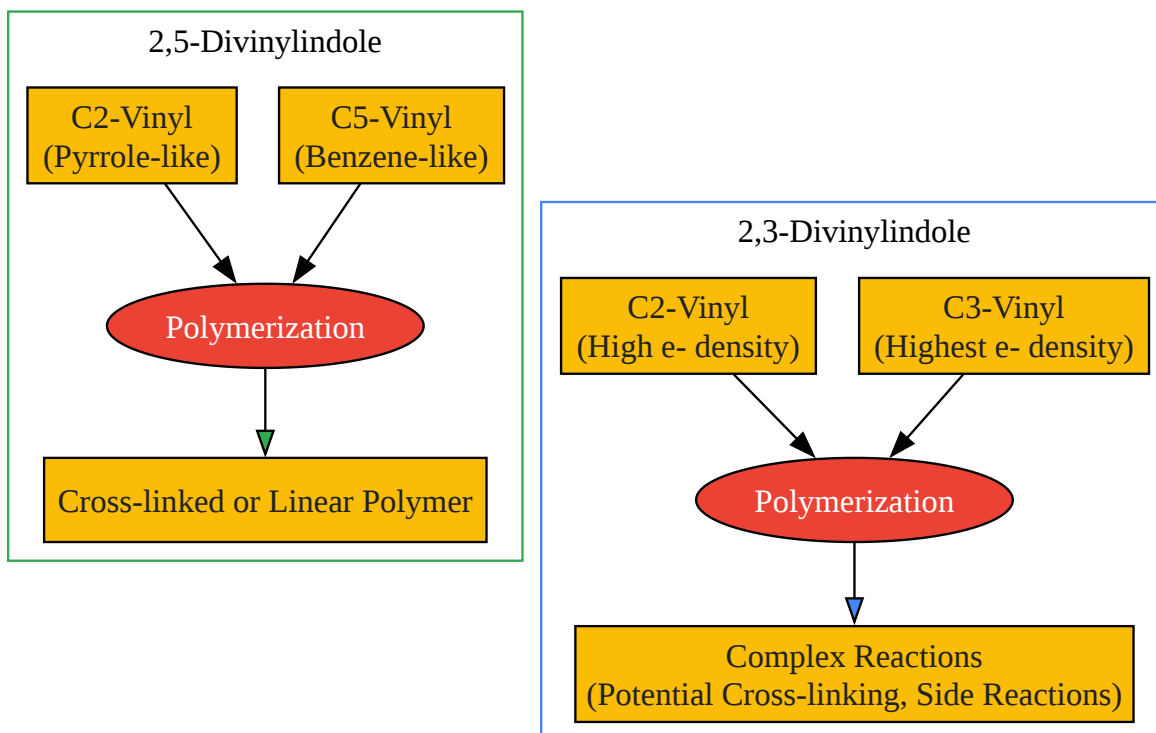 2,5-Divinylindole
C2-Vinyl
(Pyrrole-like)
C5-Vinyl
(Benzene-like)
Polymerization
Cross-linked or Linear Polymer
2,3-Divinylindole
C2-Vinyl
(High e- density)
C3-Vinyl
(Highest e- density)
Polymerization
Complex Reactions
(Potential Cross-linking, Side Reactions)